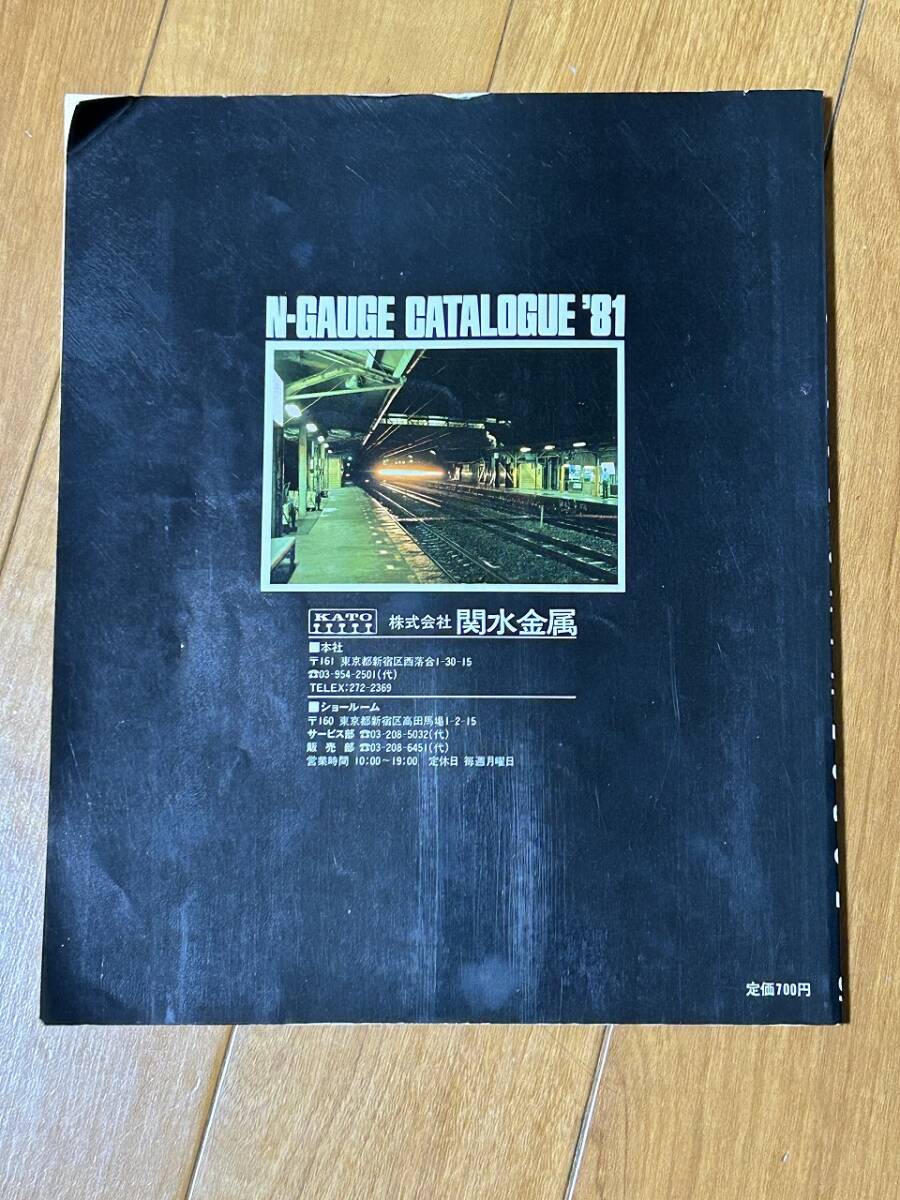 N-GAUGE CATALOGUE '81
KATO 株式会社 関水金属
■本社
〒161 東京都新宿区西落合1-30-15
☎03-954-2501(代)
TELEX:272-2369
■ショールーム
〒160 東京都新宿区高田馬場1-2-15
サービス部 ☎03-208-5032(代)
販売部 ☎03-208-6451(代)
営業時間 10:00~19:00 定休日 毎週月曜日
定価700円